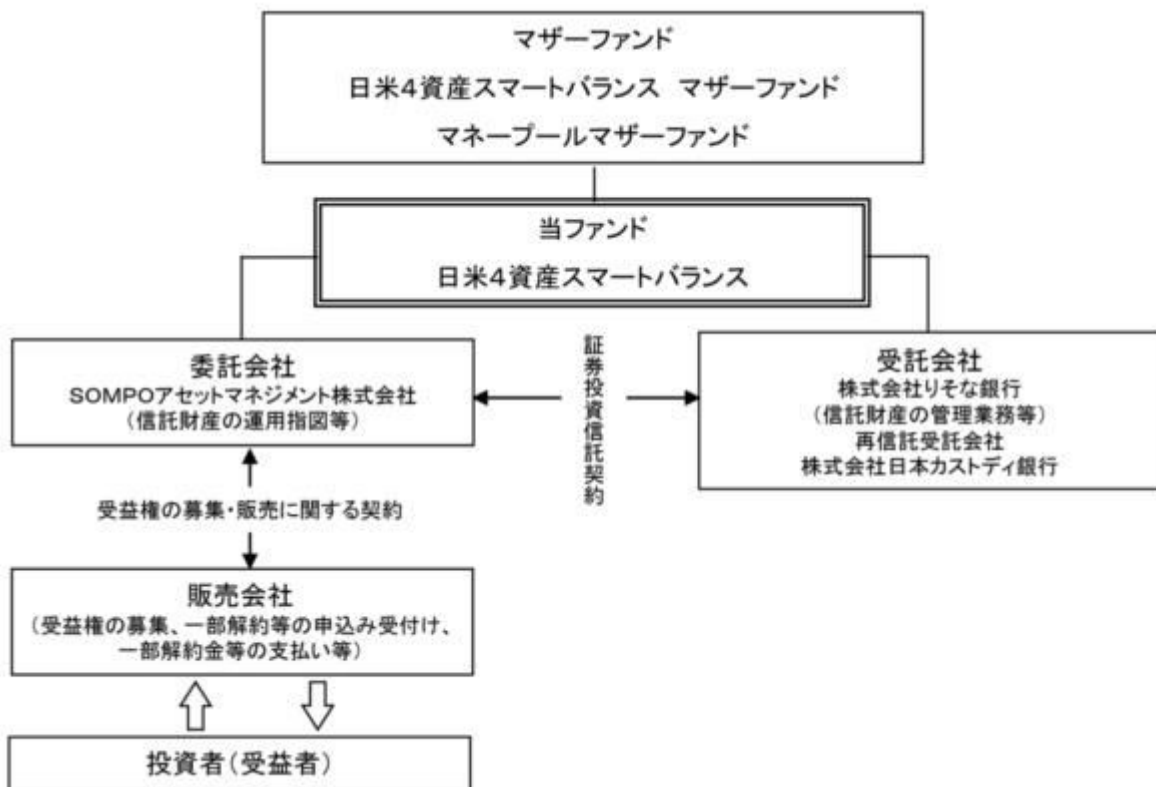 マザーファンド
日米4資産スマートバランス マザーファンド
マネープールマザーファンド
当ファンド
日米4資産スマートバランス
委託会社
SOMPOアセットマネジメント株式会社
(信託財産の運用指図等)
証券投資信託契約
受託会社
株式会社りそな銀行
(信託財産の管理業務等)
再信託受託会社
株式会社日本カストディ銀行
受益権の募集・販売に関する契約
販売会社
(受益権の募集、一部解約等の申込み受付け、
一部解約金等の支払い等)
投資者(受益者)